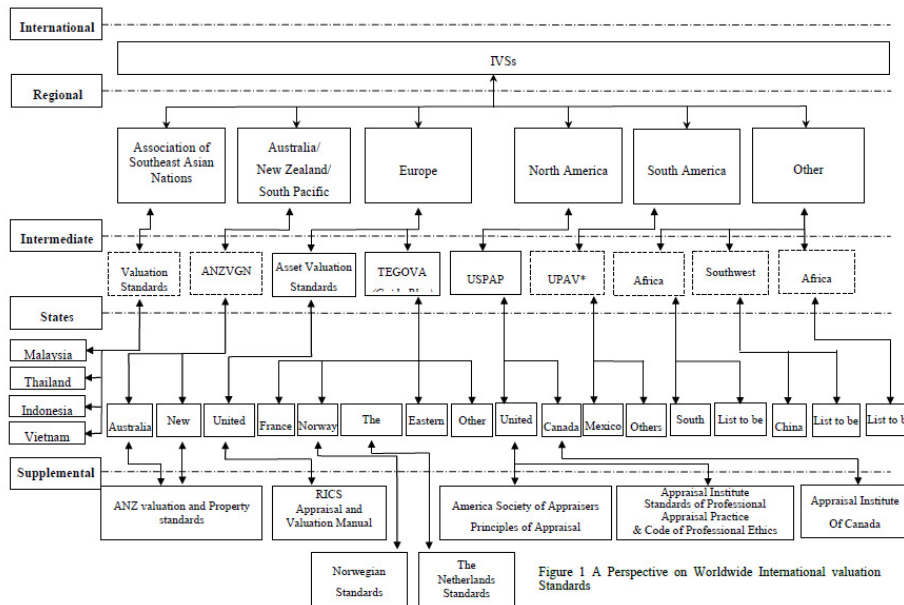 International
IVSs
Regional
Association of
Southeast Asian
Nations
Australia/
New Zealand/
South Pacific
Europe
North America
South America
Other
Intermediate
Valuation
Standards
ANZVGN
Asset Valuation
Standards
TEGOVA
USPAP
UPAV*
Africa
Southwest
Africa
States
Malaysia
Thailand
Indonesia
Vietnam
Australia
New
United
France
Norway
The
Eastern
Other
United
Canada
Mexico
Others
South
List to be
China
List to be
List to be
Supplemental
ANZ valuation and Property
standards
RICS
Appraisal and
Valuation Manual
America Society of Appraisers
Principles of Appraisal
Appraisal Institute
Standards of Professional
Appraisal Practice
& Code of Professional Ethics
Appraisal Institute
Of Canada
Norwegian
Standards
The
Netherlands
Standards
Figure 1 A Perspective on Worldwide International valuation
Standards